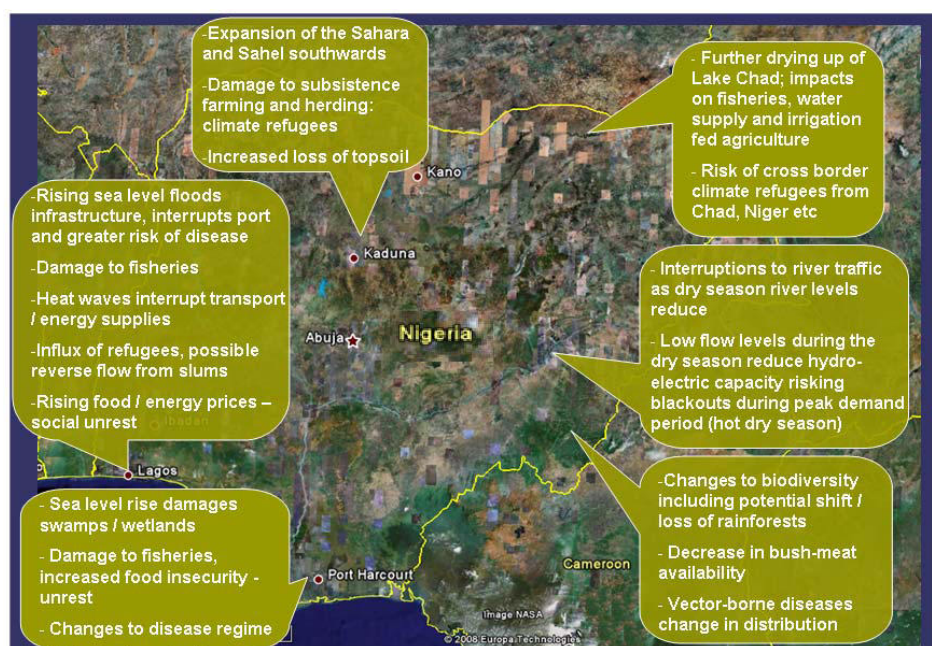 -Expansion of the Sahara
and Sahel southwards
-Damage to subsistence
farming and herding:
climate refugees
-Increased loss of topsoil
- Further drying up of
Lake Chad; impacts
on fisheries, water
supply and irrigation
fed agriculture
- Risk of cross border
climate refugees from
Chad, Niger etc
Kano
-Rising sea level floods
infrastructure, interrupts port
and greater risk of disease
-Damage to fisheries
-Heat waves interrupt transport
/ energy supplies
-Influx of refugees, possible
reverse flow from slums
-Rising food / energy prices –
social unrest
Kaduna
Abuja
Nigeria
- Interruptions to river traffic
as dry season river levels
reduce
- Low flow levels during the
dry season reduce hydro-
electric capacity risking
blackouts during peak demand
period (hot dry season)
Ibadan
Lagos
- Sea level rise damages
swamps / wetlands
- Damage to fisheries,
increased food insecurity -
unrest
- Changes to disease regime
Port Harcourt
Cameroon
-Changes to biodiversity
including potential shift /
loss of rainforests
- Decrease in bush-meat
availability
- Vector-borne diseases
change in distribution
Image NASA
© 2008 Europa Technologies